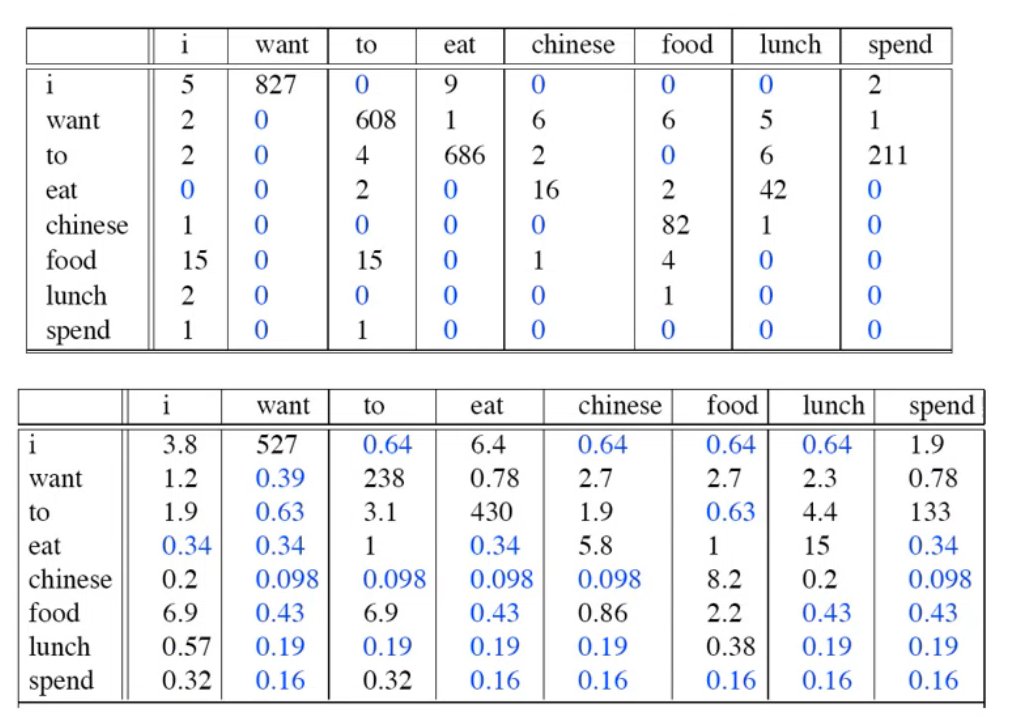 i want to eat chinese food lunch spend
i 5 827 0 9 0 0 0 2
want 2 0 608 1 6 6 5 1
to 2 0 4 686 2 0 6 211
eat 0 0 2 0 16 2 42 0
chinese 1 0 0 0 0 82 1 0
food 15 0 15 0 1 4 0 0
lunch 2 0 0 0 0 1 0 0
spend 1 0 1 0 0 0 0 0
i want to eat chinese food lunch spend
i 3.8 527 0.64 6.4 0.64 0.64 0.64 1.9
want 1.2 0.39 238 0.78 2.7 2.7 2.3 0.78
to 1.9 0.63 3.1 430 1.9 0.63 4.4 133
eat 0.34 0.34 1 0.34 5.8 1 15 0.34
chinese 0.2 0.098 0.098 0.098 0.098 8.2 0.2 0.098
food 6.9 0.43 6.9 0.43 0.86 2.2 0.43 0.43
lunch 0.57 0.19 0.19 0.19 0.19 0.38 0.19 0.19
spend 0.32 0.16 0.32 0.16 0.16 0.16 0.16 0.16